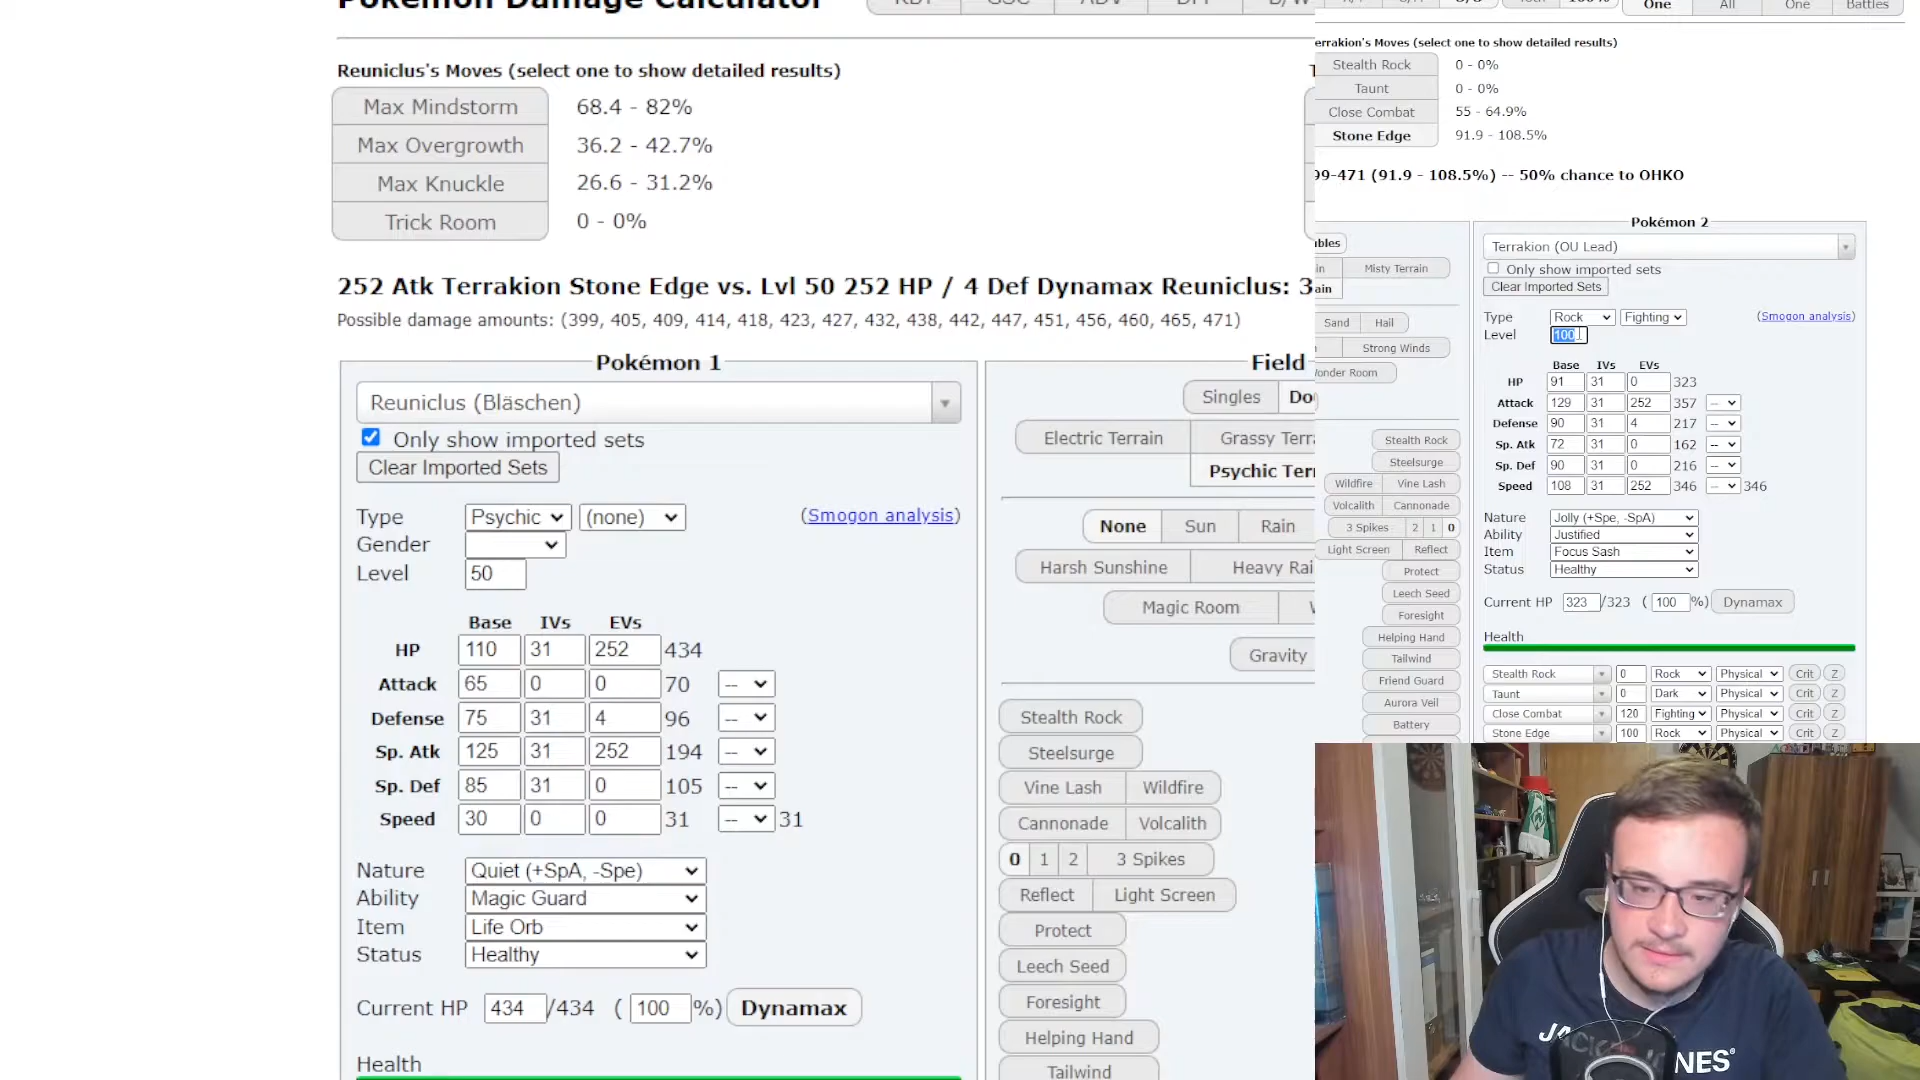 Pokémon Damage Calculator
Reuniclus's Moves (select one to show detailed results)
Max Mindstorm 68.4 - 82%
Max Overgrowth 36.2 - 42.7%
Max Knuckle 26.6 - 31.2%
Trick Room 0 - 0%
252 Atk Terrakion Stone Edge vs. Lvl 50 252 HP / 4 Def Dynamax Reuniclus: 3
Possible damage amounts: (399, 405, 409, 414, 418, 423, 427, 432, 438, 442, 447, 451, 456, 460, 465, 471)
Pokémon 1
Reuniclus (Bläschen)
Only show imported sets
Clear Imported Sets
Type Psychic (none) (Smogon analysis)
Gender
Level 50
Base IVs EVs
HP 110 31 252 434
Attack 65 0 0 70 --
Defense 75 31 4 96 --
Sp. Atk 125 31 252 194 --
Sp. Def 85 31 0 105 --
Speed 30 0 0 31 -- 31
Nature Quiet (+SpA, -Spe)
Ability Magic Guard
Item Life Orb
Status Healthy
Current HP 434 /434 ( 100 %) Dynamax
Health
Field
Singles Do
Electric Terrain Grassy Terra
Psychic Terr
None Sun Rain
Harsh Sunshine Heavy Rai
Magic Room
Gravity
Stealth Rock
Steelsurge
Vine Lash Wildfire
Cannonade Volcalith
0 1 2 3 Spikes
Reflect Light Screen
Protect
Leech Seed
Foresight
Helping Hand
Tailwind
One All One Battles
errakion's Moves (select one to show detailed results)
Stealth Rock 0 - 0%
Taunt 0 - 0%
Close Combat 55 - 64.9%
Stone Edge 91.9 - 108.5%
99-471 (91.9 - 108.5%) -- 50% chance to OHKO
ubles
in Misty Terrain
ain
Sand Hail
Strong Winds
onder Room
Stealth Rock
Steelsurge
Wildfire Vine Lash
Volcalith Cannonade
3 Spikes 2 1 0
Light Screen Reflect
Protect
Leech Seed
Foresight
Helping Hand
Tailwind
Friend Guard
Aurora Veil
Battery
Pokémon 2
Terrakion (OU Lead)
Only show imported sets
Clear Imported Sets
Type Rock Fighting (Smogon analysis)
Level 100
Base IVs EVs
HP 91 31 0 323
Attack 129 31 252 357 --
Defense 90 31 4 217 --
Sp. Atk 72 31 0 162 --
Sp. Def 90 31 0 216 --
Speed 108 31 252 346 -- 346
Nature Jolly (+Spe, -SpA)
Ability Justified
Item Focus Sash
Status Healthy
Current HP 323 /323 ( 100 %) Dynamax
Health
Stealth Rock 0 Rock Physical Crit Z
Taunt 0 Dark Physical Crit Z
Close Combat 120 Fighting Physical Crit Z
Stone Edge 100 Rock Physical Crit Z